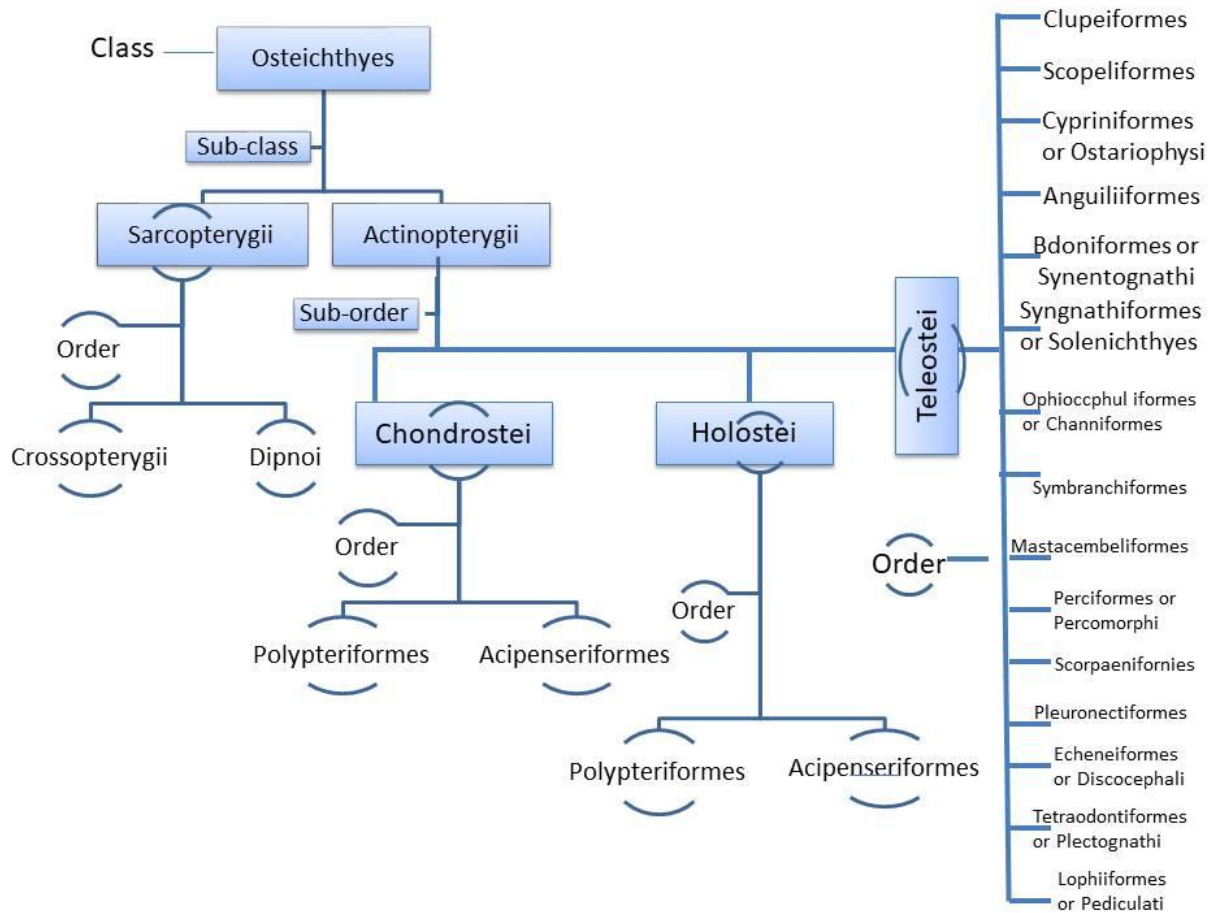 Class
Osteichthyes
Sub-class
Sarcopterygii
Actinopterygii
Sub-order
Order
Crossopterygii
Dipnoi
Chondrostei
Holostei
Teleostei
Order
Polypteriformes
Acipenseriformes
Order
Polypteriformes
Acipenseriformes
Order
Clupeiformes
Scopeliformes
Cypriniformes
or Ostariophysi
Anguiliiformes
Bdoniformes or
Synentognathi
Syngnathiformes
or Solenichthyes
Ophioccphul iformes
or Channiformes
Symbranchiformes
Mastacembeliformes
Perciformes or
Percomorphi
Scorpaenifornies
Pleuronectiformes
Echeneiformes
or Discocephali
Tetraodontiformes
or Plectognathi
Lophiiformes
or Pediculati